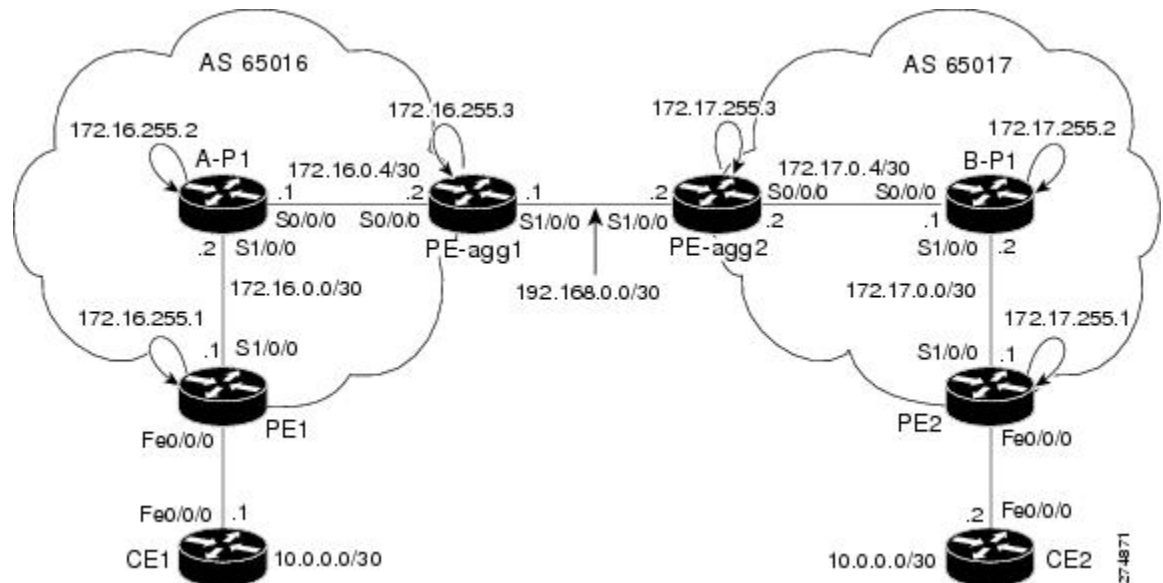 AS 65016
AS 65017
172.16.255.3
172.17.255.3
172.16.255.2
172.17.255.2
A-P1
B-P1
172.16.0.4/30
172.17.0.4/30
.1
.2
.1
.2
S0/0/0
S0/0/0
S0/0/0
S0/0/0
S1/0/0
S1/0/0
.2
.1
PE-agg1
PE-agg2
.2
S1/0/0
S1/0/0
.2
172.16.0.0/30
192.168.0.0/30
172.17.0.0/30
172.16.255.1
172.17.255.1
.1
S1/0/0
S1/0/0
.1
PE1
PE2
Fe0/0/0
Fe0/0/0
Fe0/0/0
.1
.2
Fe0/0/0
CE1
10.0.0.0/30
10.0.0.0/30
CE2
274871